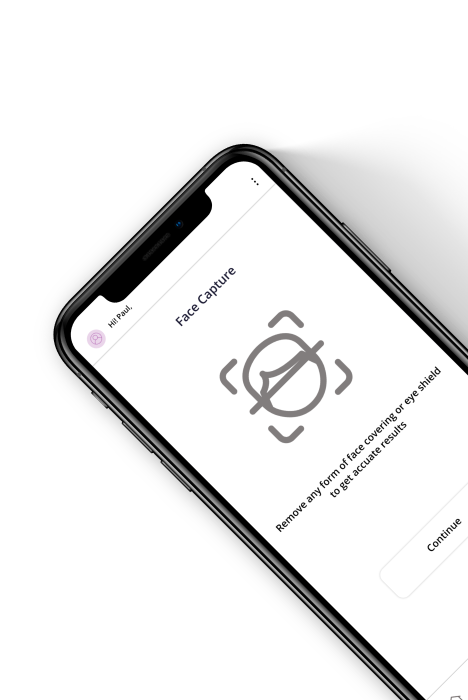 Hi! Paul,
Face Capture
Remove any form of face covering or eye shield
to get accuate results
Continue